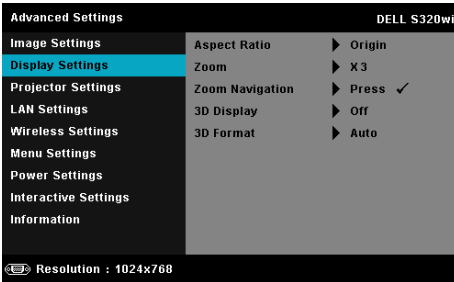 Advanced Settings DELL S320wi
Image Settings Aspect Ratio Origin
Display Settings Zoom X3
Projector Settings Zoom Navigation Press ✓
LAN Settings 3D Display Off
Wireless Settings 3D Format Auto
Menu Settings
Power Settings
Interactive Settings
Information
Resolution : 1024x768